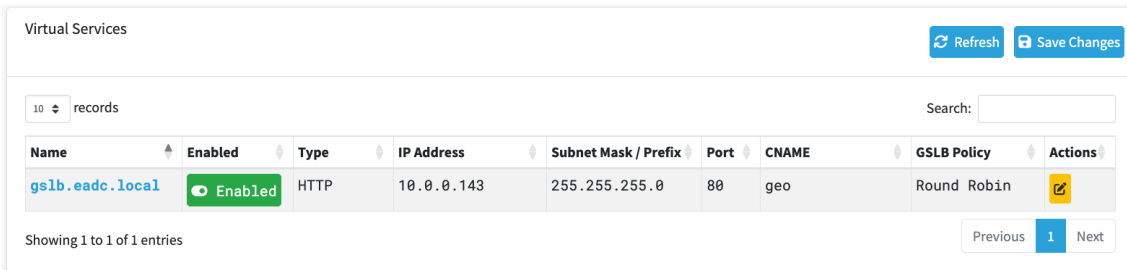 Virtual Services
Refresh Save Changes
10 records Search:
Name Enabled Type IP Address Subnet Mask / Prefix Port CNAME GSLB Policy Actions
gslb.eadc.local Enabled HTTP 10.0.0.143 255.255.255.0 80 geo Round Robin
Showing 1 to 1 of 1 entries Previous 1 Next